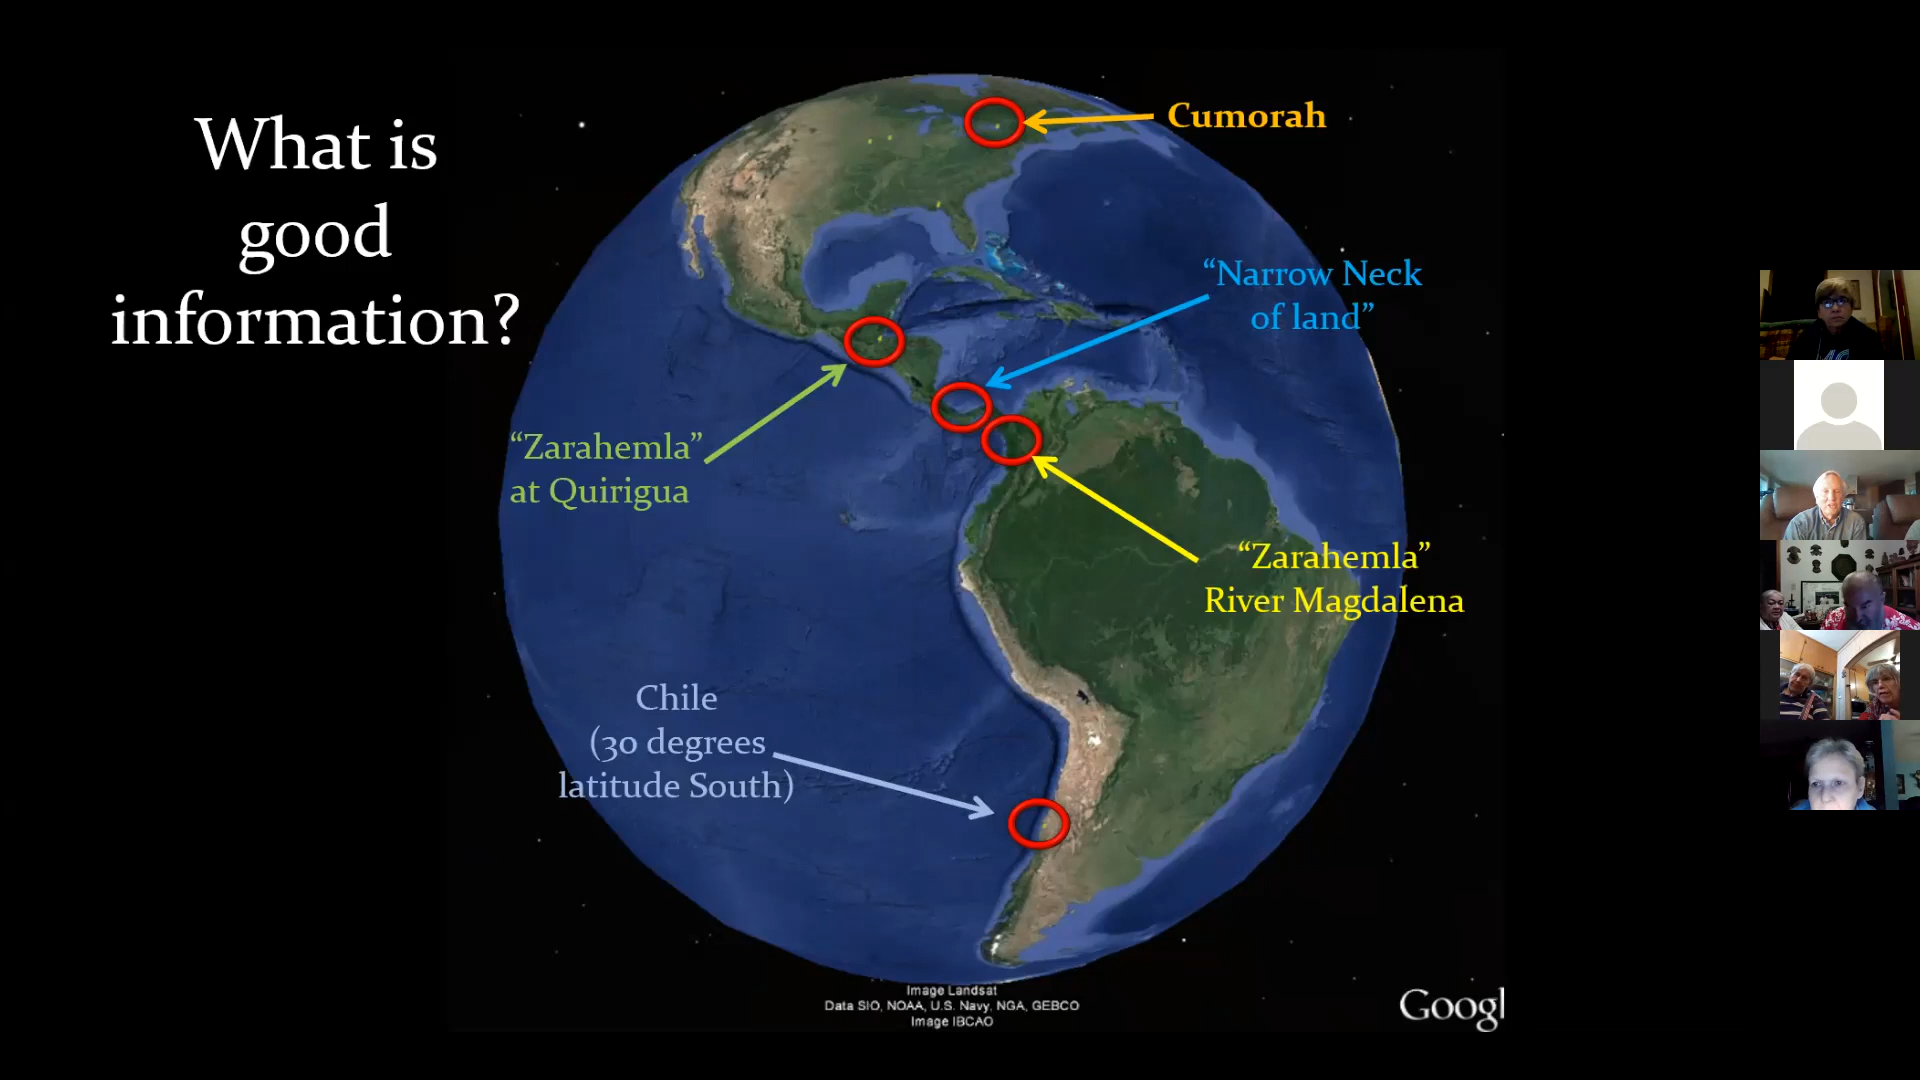 What is
good
information?
Cumorah
“Narrow Neck
of land”
“Zarahemla”
at Quirigua
“Zarahemla”
River Magdalena
Chile
(30 degrees
latitude South)
Image Landsat
Data SIO, NOAA, U.S. Navy, NGA, GEBCO
Image IBCAO
Googl